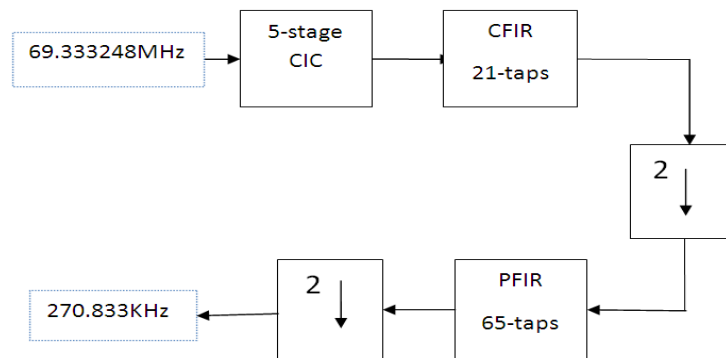 69.333248MHz
5-stage
CIC
CFIR
21-taps
2
PFIR
65-taps
2
270.833KHz